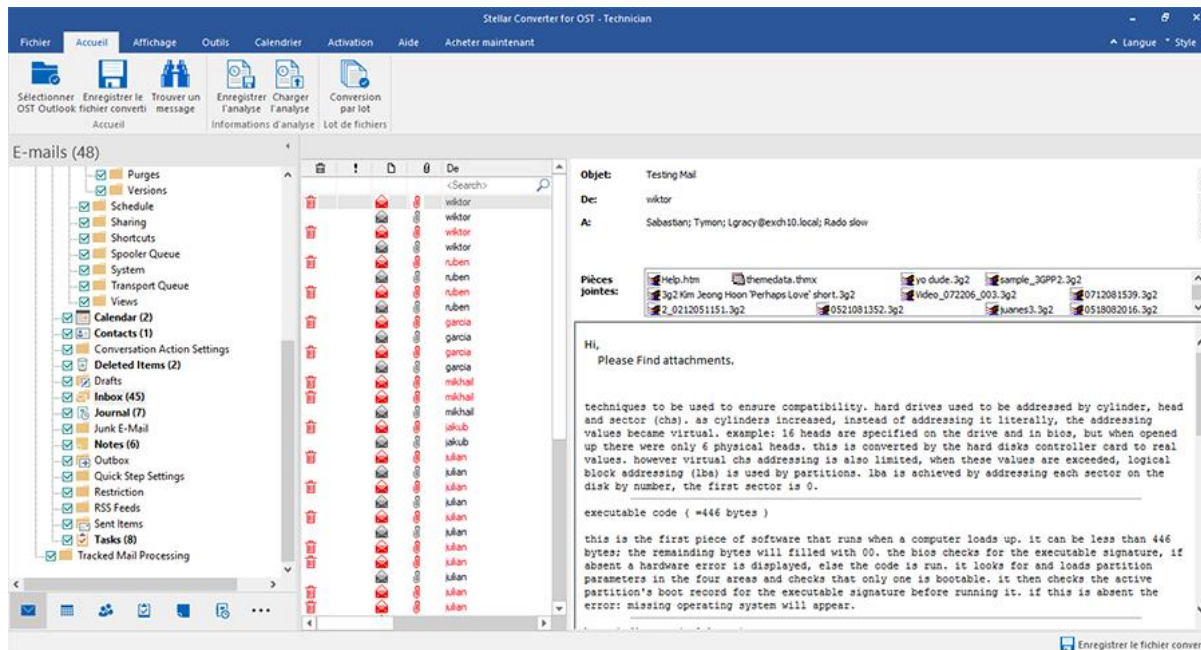 Stellar Converter for OST - Technician
Fichier Accueil Affichage Outils Calendrier Activation Aide Acheter maintenant Langue Style
Sélectionner Enregistrer le Trouver un Enregistrer Charger Conversion
OST Outlook fichier converti message l'analyse l'analyse par lot
Accueil Informations d'analyse Lot de fichiers
E-mails (48)
Purges
Versions
Schedule
Sharing
Shortcuts
Spooler Queue
System
Transport Queue
Views
Calendar (2)
Contacts (1)
Conversation Action Settings
Deleted Items (2)
Drafts
Inbox (45)
Journal (7)
Junk E-Mail
Notes (6)
Outbox
Quick Step Settings
Restriction
RSS Feeds
Sent Items
Tasks (8)
Tracked Mail Processing
De
<Search>
wiktor
wiktor
wiktor
wiktor
ruben
ruben
ruben
ruben
garcia
garcia
garcia
garcia
mikhail
mikhail
mikhail
jakub
jakub
julian
julian
julian
julian
julian
julian
julian
julian
julian
julian
julian
Objet: Testing Mail
De: wiktor
A: Sabastian; Tymon; Lgracy@exch10.local; Rado slow
Pièces jointes:
Help.htm themedata.thmx yo dude.3g2 sample_3GPP2.3g2
3g2 Kim Jeong Hoon 'Perhaps Love' short.3g2 Video_072206_003.3g2 0712081539.3g2
2_0212051151.3g2 0521081352.3g2 juanes3.3g2 0518082016.3g2
Hi,
Please Find attachments.
techniques to be used to ensure compatibility. hard drives used to be addressed by cylinder, head
and sector (chs). as cylinders increased, instead of addressing it literally, the addressing
values became virtual. example: 16 heads are specified on the drive and in bios, but when opened
up there were only 6 physical heads. this is converted by the hard disks controller card to real
values. however virtual chs addressing is also limited, when these values are exceeded, logical
block addressing (lba) is used by partitions. lba is achieved by addressing each sector on the
disk by number, the first sector is 0.
executable code ( =446 bytes )
this is the first piece of software that runs when a computer loads up. it can be less than 446
bytes; the remainding bytes will filled with 00. the bios checks for the executable signature, if
absent a hardware error is displayed, else the code is run. it looks for and loads partition
parameters in the four areas and checks that only one is bootable. it then checks the active
partition's boot record for the executable signature before running it. if this is absent the
error: missing operating system will appear.
Enregistrer le fichier conver